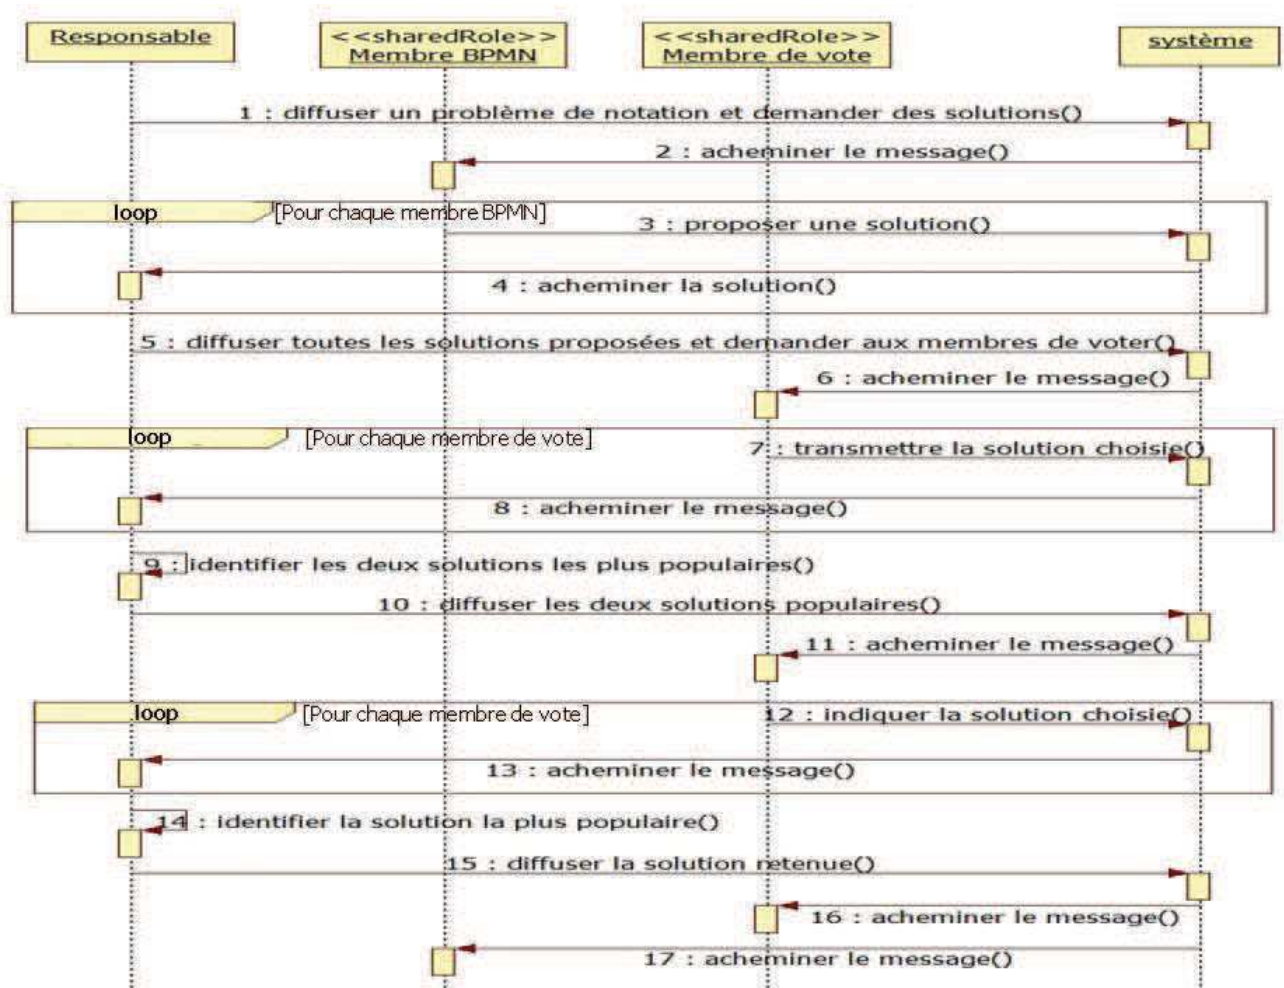 Responsable
<<sharedRole>>
Membre BPMN
<<sharedRole>>
Membre de vote
système
1 : diffuser un problème de notation et demander des solutions()
2 : acheminer le message()
loop
[Pour chaque membre BPMN]
3 : proposer une solution()
4 : acheminer la solution()
5 : diffuser toutes les solutions proposées et demander aux membres de voter()
6 : acheminer le message()
loop
[Pour chaque membre de vote]
7 : transmettre la solution choisie()
8 : acheminer le message()
9 : identifier les deux solutions les plus populaires()
10 : diffuser les deux solutions populaires()
11 : acheminer le message()
loop
[Pour chaque membre de vote]
12 : indiquer la solution choisie()
13 : acheminer le message()
14 : identifier la solution la plus populaire()
15 : diffuser la solution retenue()
16 : acheminer le message()
17 : acheminer le message()